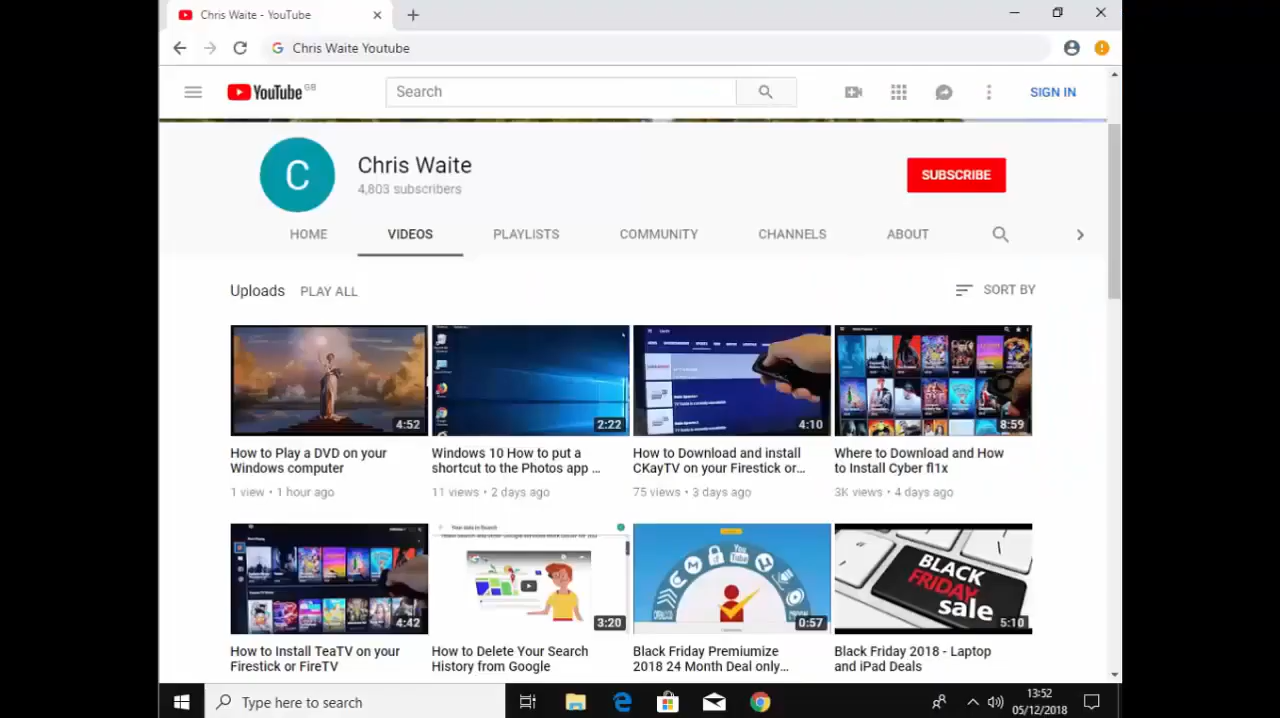 Chris Waite - YouTube
Chris Waite Youtube
YouTube GB
Search
SIGN IN
C
Chris Waite
4,803 subscribers
SUBSCRIBE
HOME
VIDEOS
PLAYLISTS
COMMUNITY
CHANNELS
ABOUT
Uploads
PLAY ALL
SORT BY
4:52
2:22
4:10
8:59
How to Play a DVD on your
Windows computer
1 view • 1 hour ago
Windows 10 How to put a
shortcut to the Photos app ...
11 views • 2 days ago
How to Download and install
CKayTV on your Firestick or...
75 views • 3 days ago
Where to Download and How
to Install Cyber fl1x
3K views • 4 days ago
4:42
Your data in Search
3:20
You
Tube
0:57
BLACK
FRIDAY
sale
5:10
How to Install TeaTV on your
Firestick or FireTV
How to Delete Your Search
History from Google
Black Friday Premiumize
2018 24 Month Deal only...
Black Friday 2018 - Laptop
and iPad Deals
Type here to search
13:52
05/12/2018